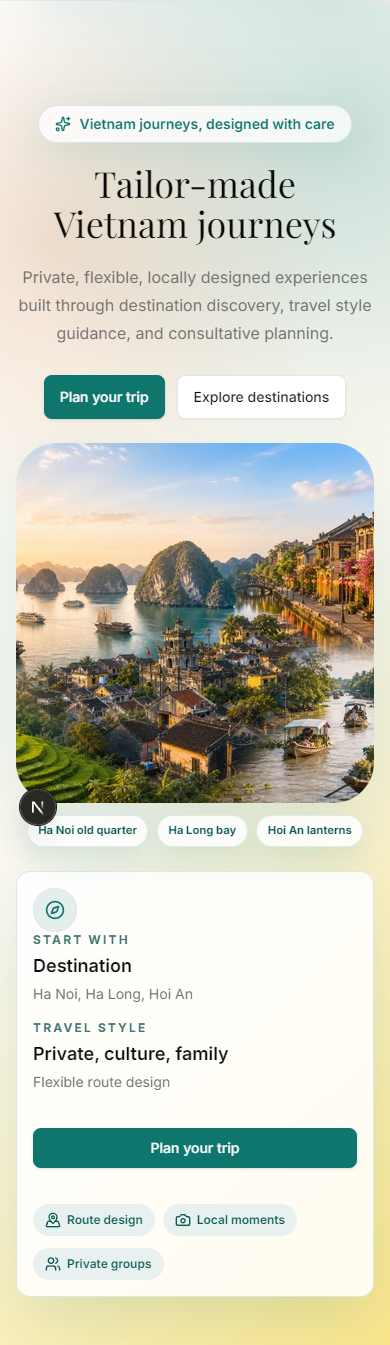 Vietnam journeys, designed with care
Tailor-made
Vietnam journeys
Private, flexible, locally designed experiences
built through destination discovery, travel style
guidance, and consultative planning.
Plan your trip
Explore destinations
N
Ha Noi old quarter
Ha Long bay
Hoi An lanterns
START WITH
Destination
Ha Noi, Ha Long, Hoi An
TRAVEL STYLE
Private, culture, family
Flexible route design
Plan your trip
Route design
Local moments
Private groups